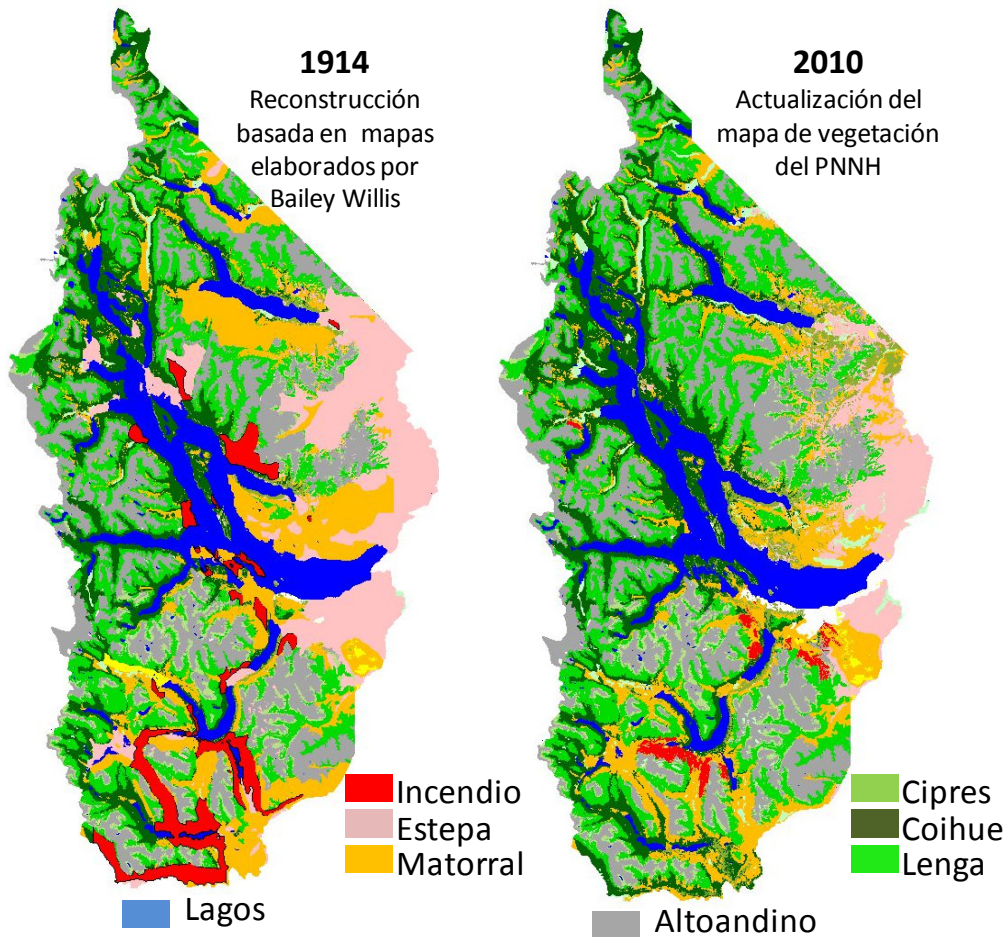 1914
Reconstrucción
basada en mapas
elaborados por
Bailey Willis
2010
Actualización del
mapa de vegetación
del PNNH
Incendio
Estepa
Matorral
Lagos
Cipres
Coihue
Lenga
Altoandino